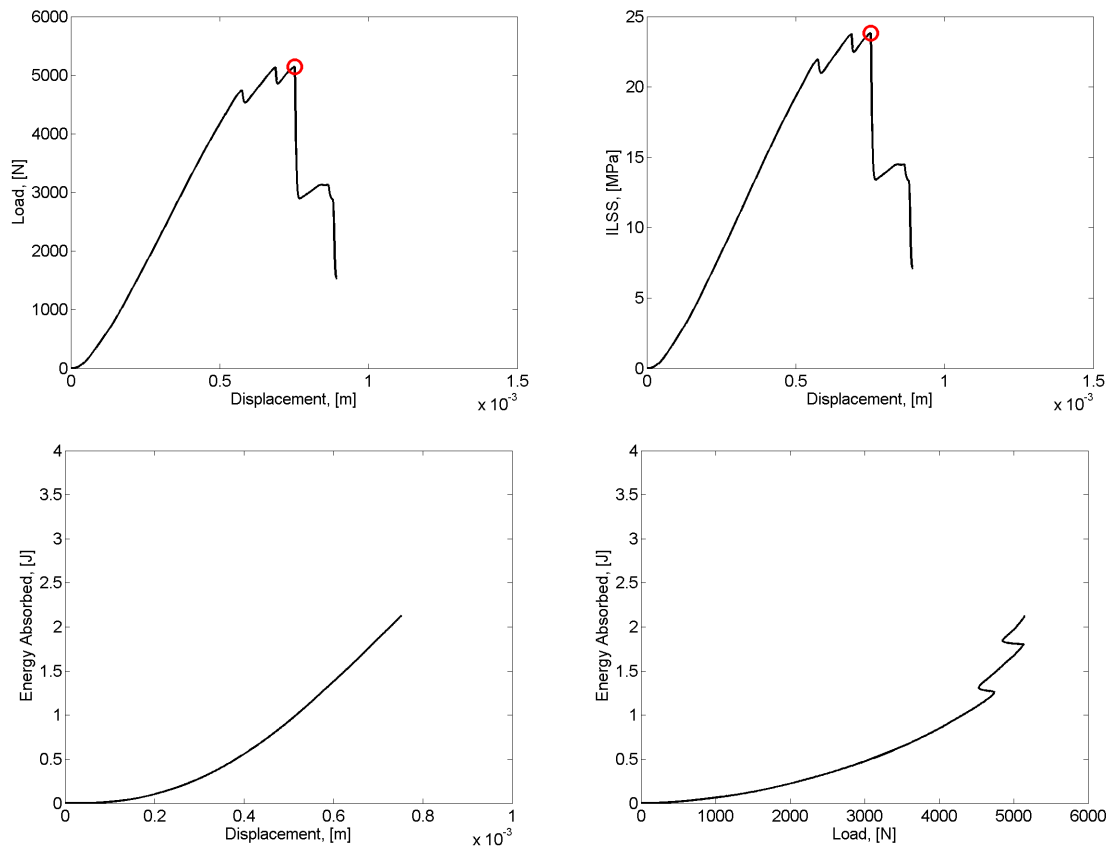 6000
5000
4000
3000
2000
1000
0
Load, [N]
0 0.5 1 1.5
Displacement, [m]
x 10^-3
25
20
15
10
5
0
ILSS, [MPa]
0 0.5 1 1.5
Displacement, [m]
x 10^-3
4
3.5
3
2.5
2
1.5
1
0.5
0
Energy Absorbed, [J]
0 0.2 0.4 0.6 0.8 1
Displacement, [m]
x 10^-3
4
3.5
3
2.5
2
1.5
1
0.5
0
Energy Absorbed, [J]
0 1000 2000 3000 4000 5000 6000
Load, [N]